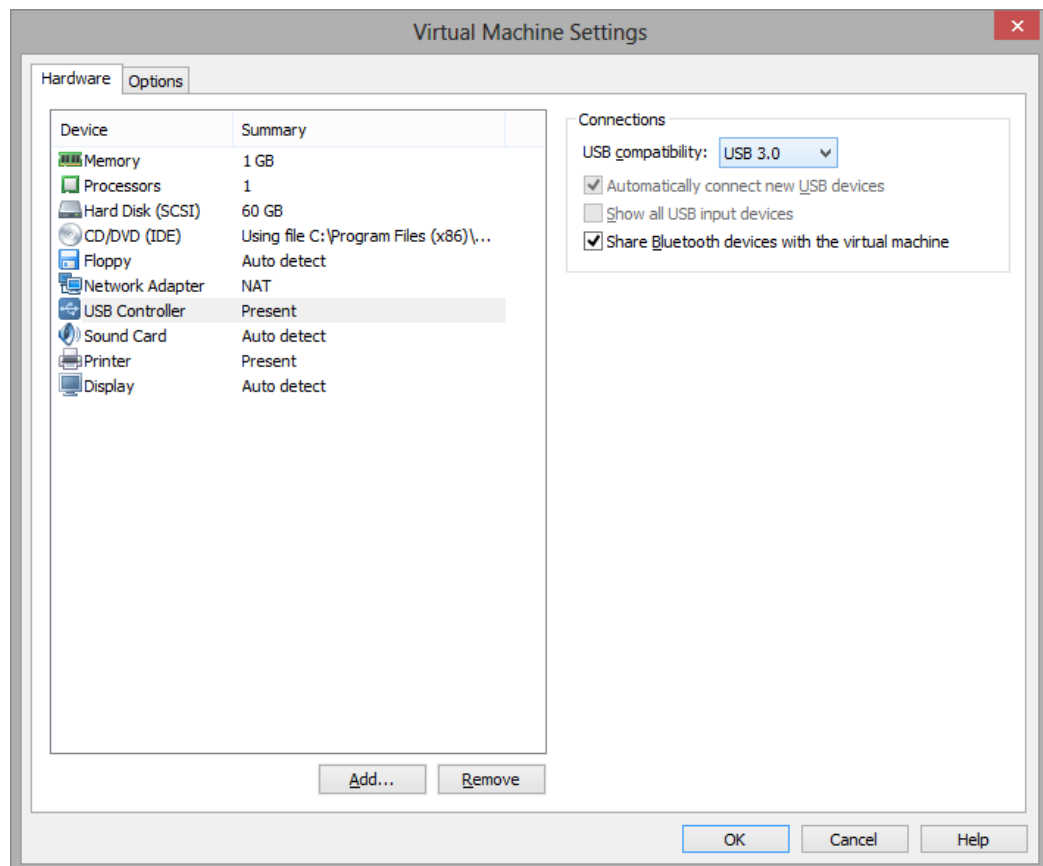 Virtual Machine Settings
Hardware Options
Device Summary
Memory 1 GB
Processors 1
Hard Disk (SCSI) 60 GB
CD/DVD (IDE) Using file C:\Program Files (x86)\...
Floppy Auto detect
Network Adapter NAT
USB Controller Present
Sound Card Auto detect
Printer Present
Display Auto detect
Add... Remove
Connections
USB compatibility: USB 3.0
Automatically connect new USB devices
Show all USB input devices
Share Bluetooth devices with the virtual machine
OK Cancel Help